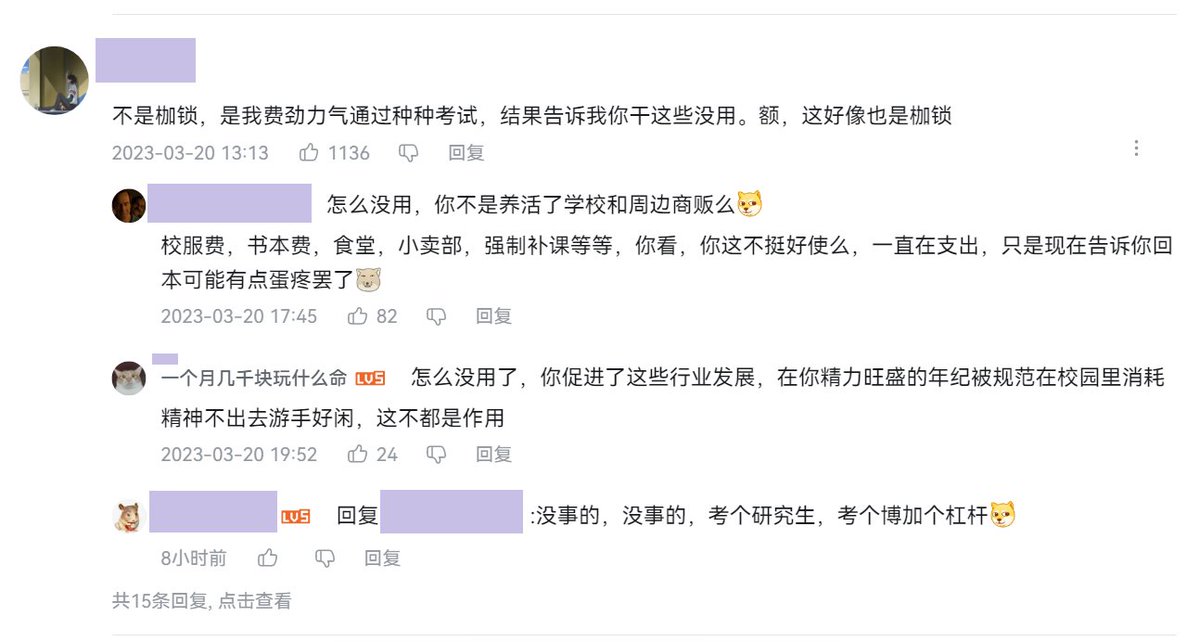 不是枷锁，是我费劲力气通过种种考试，结果告诉我你干这些没用。额，这好像也是枷锁
2023-03-20 13:13 1136 回复
怎么没用，你不是养活了学校和周边商贩么
校服费，书本费，食堂，小卖部，强制补课等等，你看，你这不挺好使么，一直在支出，只是现在告诉你回
本可能有点蛋疼罢了
2023-03-20 17:45 82 回复
一个月几千块玩什么命 LV5 怎么没用了，你促进了这些行业发展，在你精力旺盛的年纪被规范在校园里消耗
精神不出去游手好闲，这不都是作用
2023-03-20 19:52 24 回复
LV5 回复 :没事的，没事的，考个研究生，考个博加个杠杆
8小时前 回复
共15条回复, 点击查看